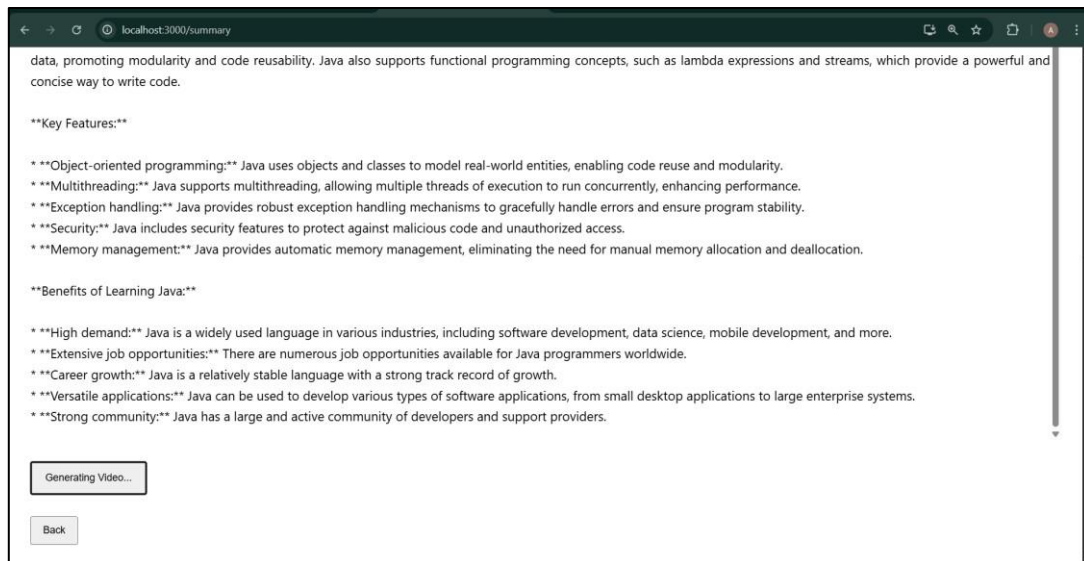 localhost:3000/summary
A
data, promoting modularity and code reusability. Java also supports functional programming concepts, such as lambda expressions and streams, which provide a powerful and
concise way to write code.
**Key Features:**
* **Object-oriented programming:** Java uses objects and classes to model real-world entities, enabling code reuse and modularity.
* **Multithreading:** Java supports multithreading, allowing multiple threads of execution to run concurrently, enhancing performance.
* **Exception handling:** Java provides robust exception handling mechanisms to gracefully handle errors and ensure program stability.
* **Security:** Java includes security features to protect against malicious code and unauthorized access.
* **Memory management:** Java provides automatic memory management, eliminating the need for manual memory allocation and deallocation.
**Benefits of Learning Java:**
* **High demand:** Java is a widely used language in various industries, including software development, data science, mobile development, and more.
* **Extensive job opportunities:** There are numerous job opportunities available for Java programmers worldwide.
* **Career growth:** Java is a relatively stable language with a strong track record of growth.
* **Versatile applications:** Java can be used to develop various types of software applications, from small desktop applications to large enterprise systems.
* **Strong community:** Java has a large and active community of developers and support providers.
Generating Video...
Back